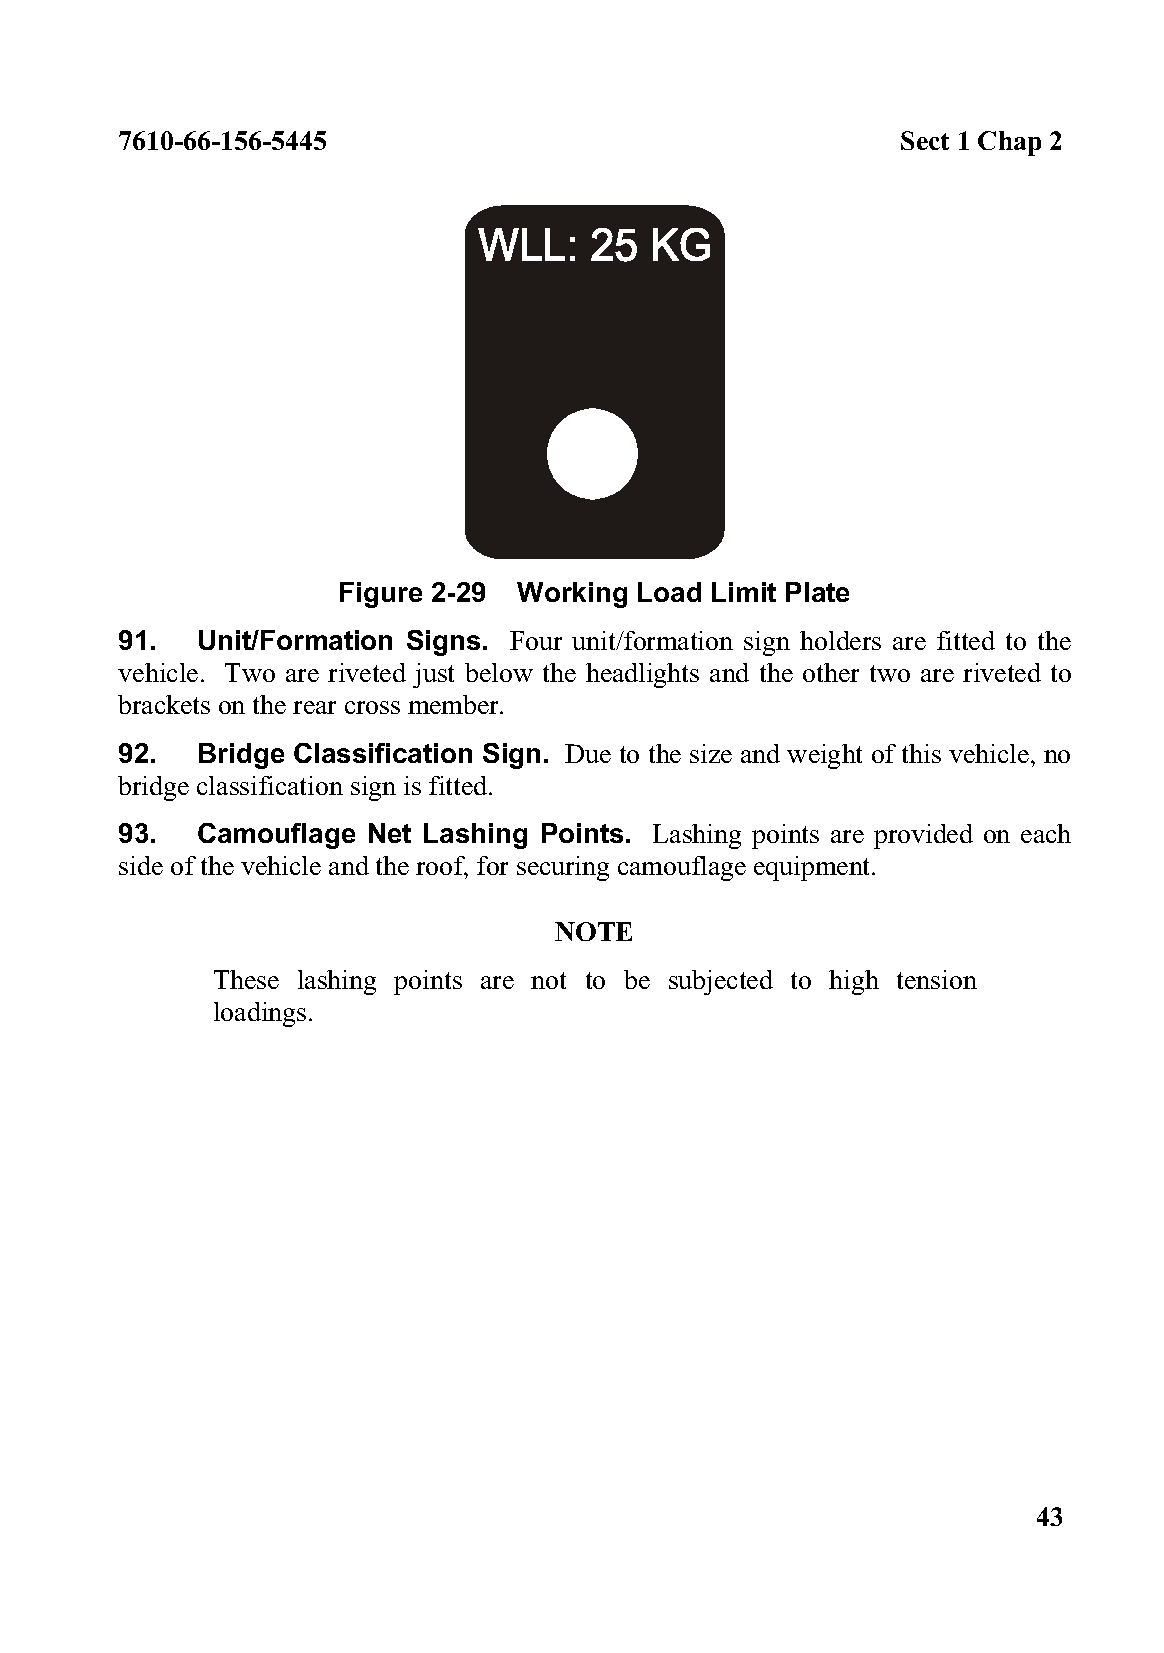 7610-66-156-5445 Sect 1 Chap 2
WLL: 25 KG
Figure 2-29 Working Load Limit Plate
91. Unit/Formation Signs. Four unit/formation sign holders are fitted to the
vehicle. Two are riveted just below the headlights and the other two are riveted to
brackets on the rear cross member.
92. Bridge Classification Sign. Due to the size and weight of this vehicle, no
bridge classification sign is fitted.
93. Camouflage Net Lashing Points. Lashing points are provided on each
side of the vehicle and the roof, for securing camouflage equipment.
NOTE
These lashing points are not to be subjected to high tension
loadings.
43